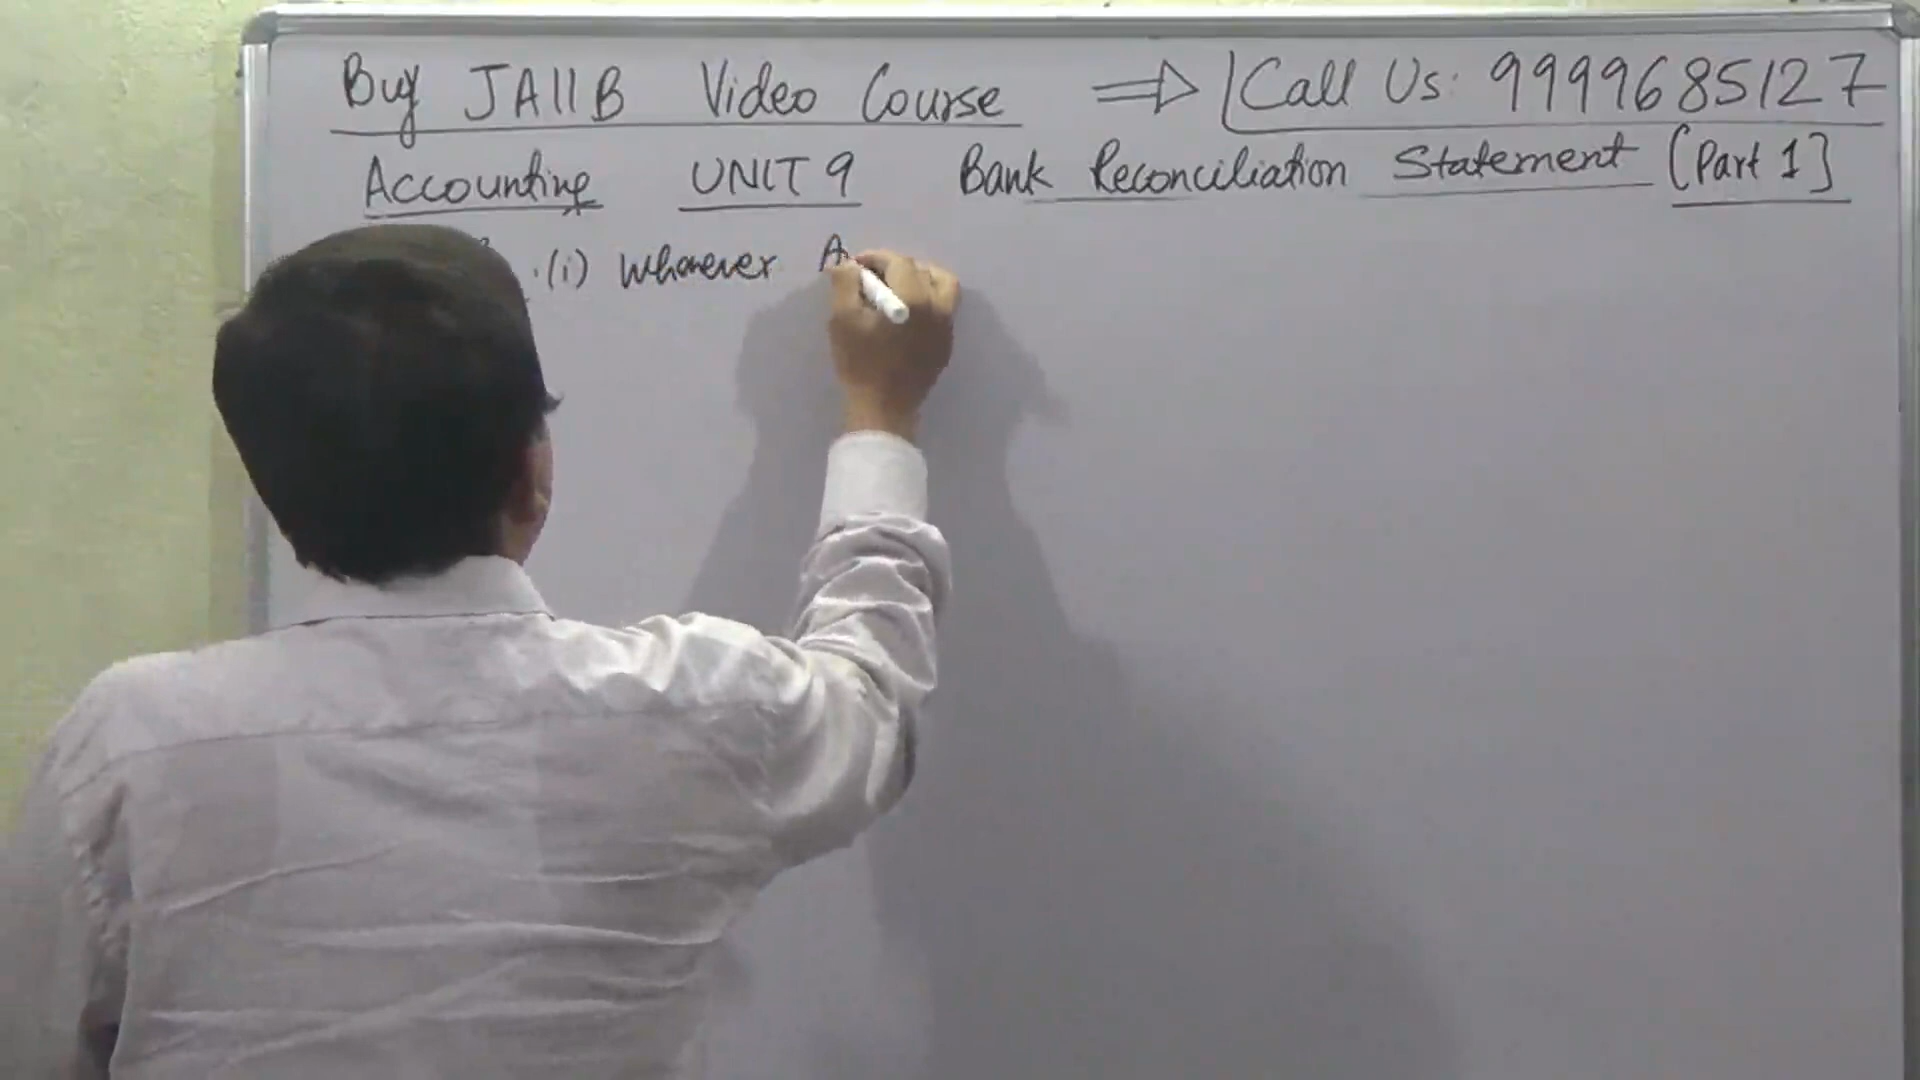 Buy JAIIB Video Course ⇒ Call Us: 9999685127
Accounting UNIT 9 Bank Reconciliation Statement [Part 1]
(i) Whenever